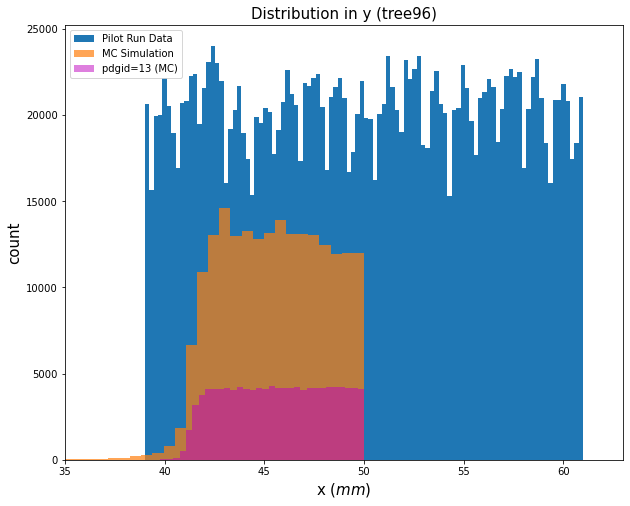 Distribution in y (tree96)
Pilot Run Data
MC Simulation
pdgid=13 (MC)
count
25000
20000
15000
10000
5000
0
35 40 45 50 55 60
x (mm)